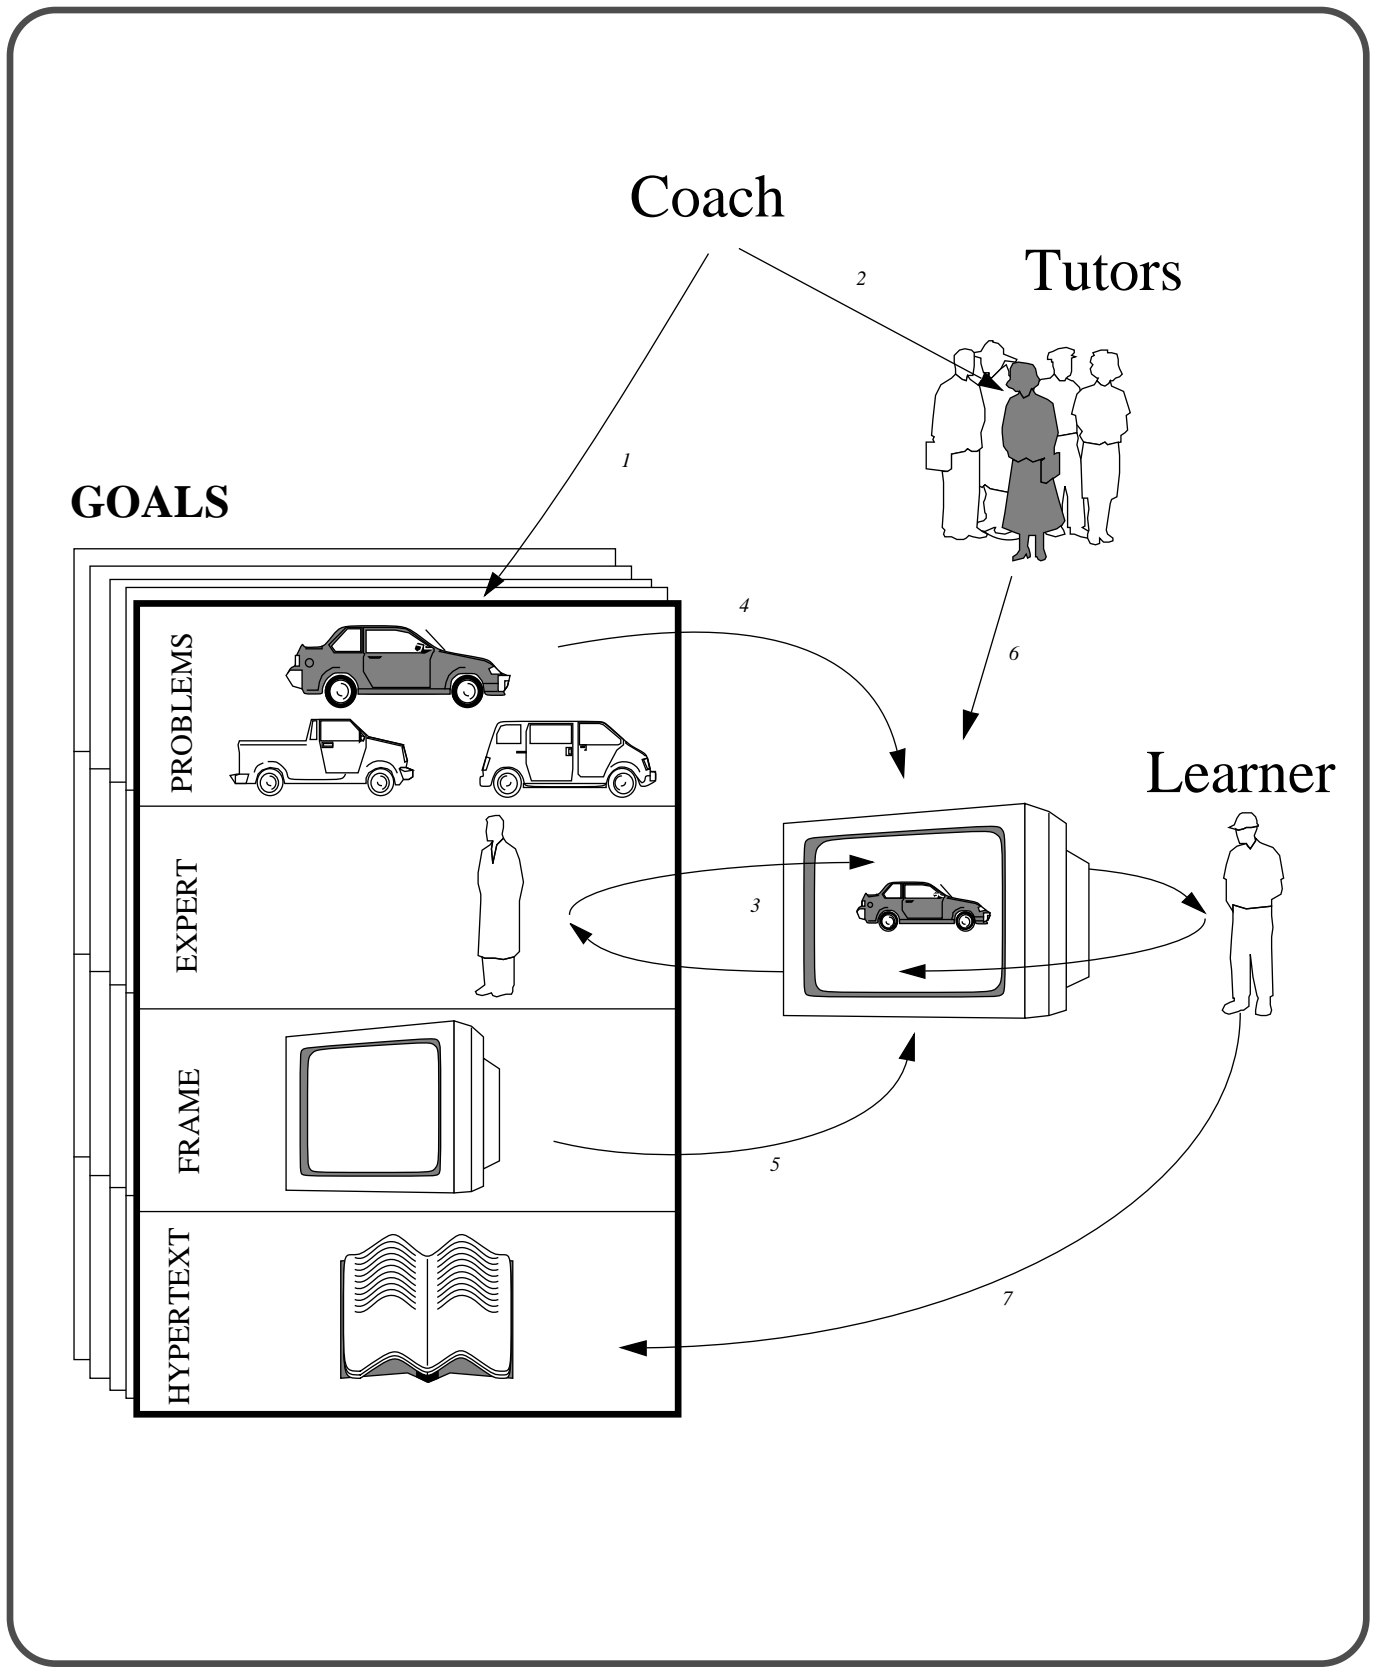 Coach
2
Tutors
1
GOALS
4
6
PROBLEMS
Learner
EXPERT
3
FRAME
5
HYPERTEXT
7